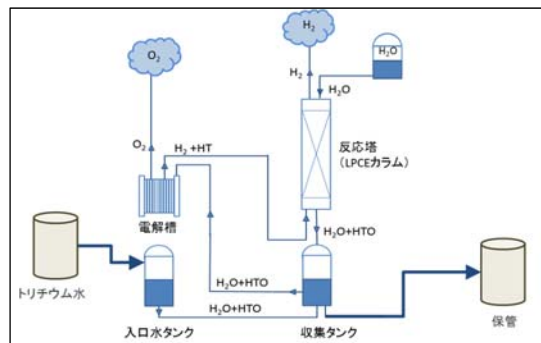 H₂
O₂
H₂O
H₂
H₂O
O₂
H₂ +HT
反応塔
(LPCEカラム)
電解槽
H₂O+HTO
トリチウム水
H₂O+HTO
H₂O+HTO
入口水タンク
収集タンク
保管